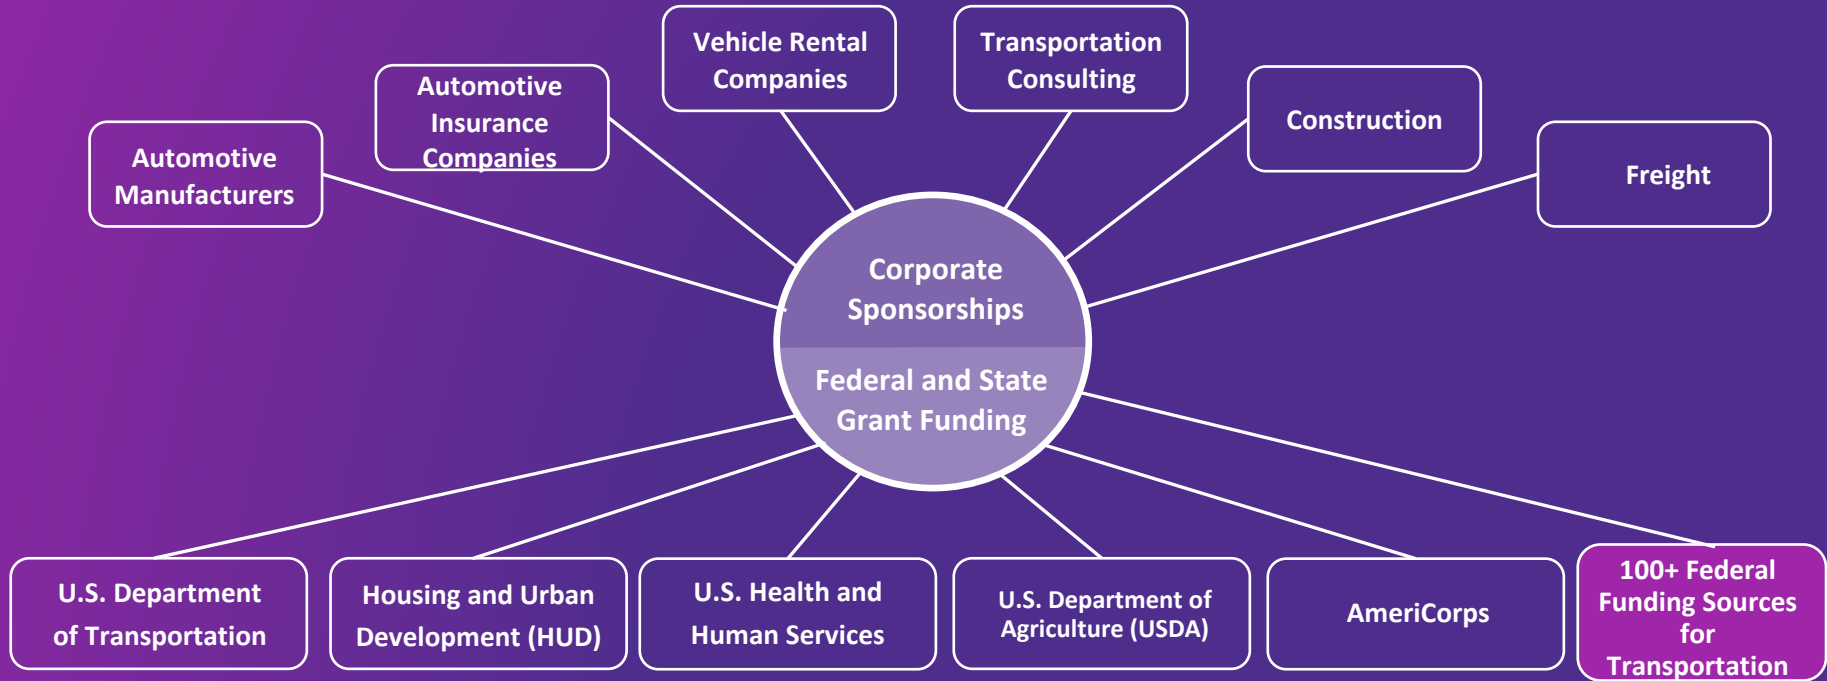 Vehicle Rental
Companies
Transportation
Consulting
Automotive
Insurance
Companies
Construction
Automotive
Manufacturers
Freight
Corporate
Sponsorships
Federal and State
Grant Funding
U.S. Department
of Transportation
Housing and Urban
Development (HUD)
U.S. Health and
Human Services
U.S. Department of
Agriculture (USDA)
AmeriCorps
100+ Federal
Funding Sources
for
Transportation